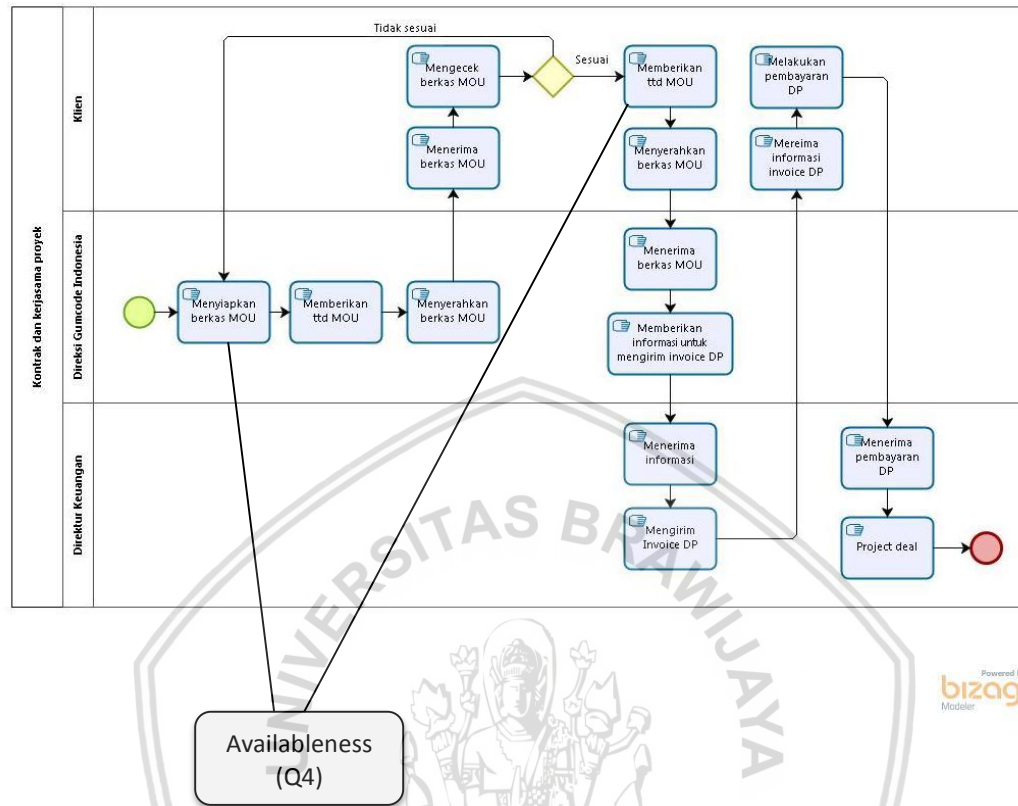 Tidak sesuai
Mengecek
berkas MOU
Sesuai
Memberikan
ttd MOU
Melakukan
pembayaran
DP
Klien
Menerima
berkas MOU
Menyerahkan
berkas MOU
Mereima
informasi
invoice DP
Kontrak dan kerjasama proyek
Direksi Gumcode Indonesia
Menerima
berkas MOU
Menyiapkan
berkas MOU
Memberikan
ttd MOU
Menyerahkan
berkas MOU
Memberikan
informasi untuk
mengirim invoice DP
Direktur Keuangan
Menerima
informasi
Menerima
pembayaran
DP
Mengirim
Invoice DP
Project deal
UNIVERSITAS BRAWIJAYA
Powered
bizag
Modeler
Availableness
(Q4)